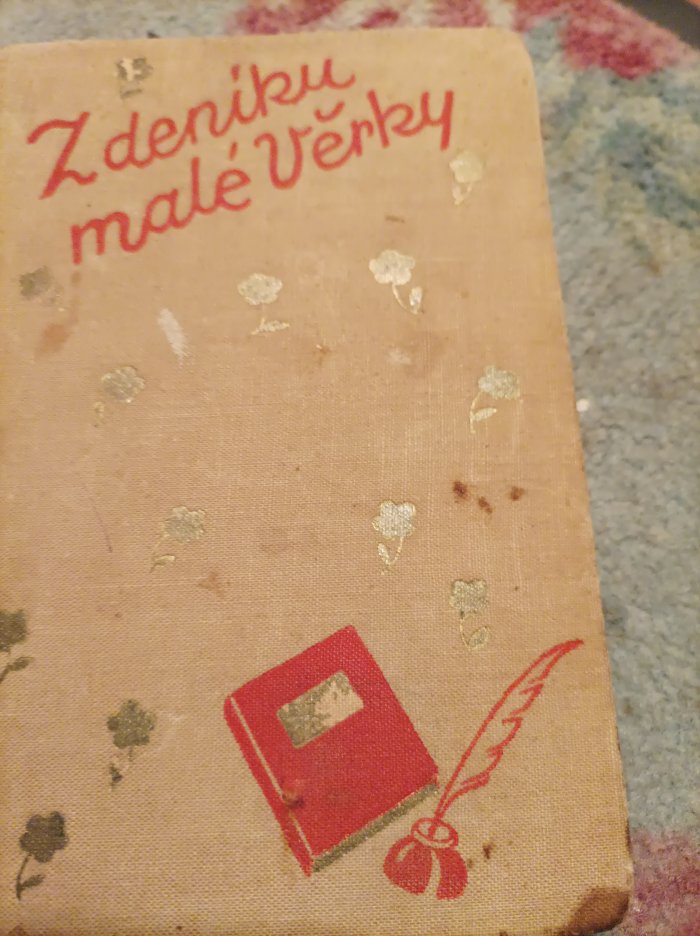 Z deníku
malé Věrky